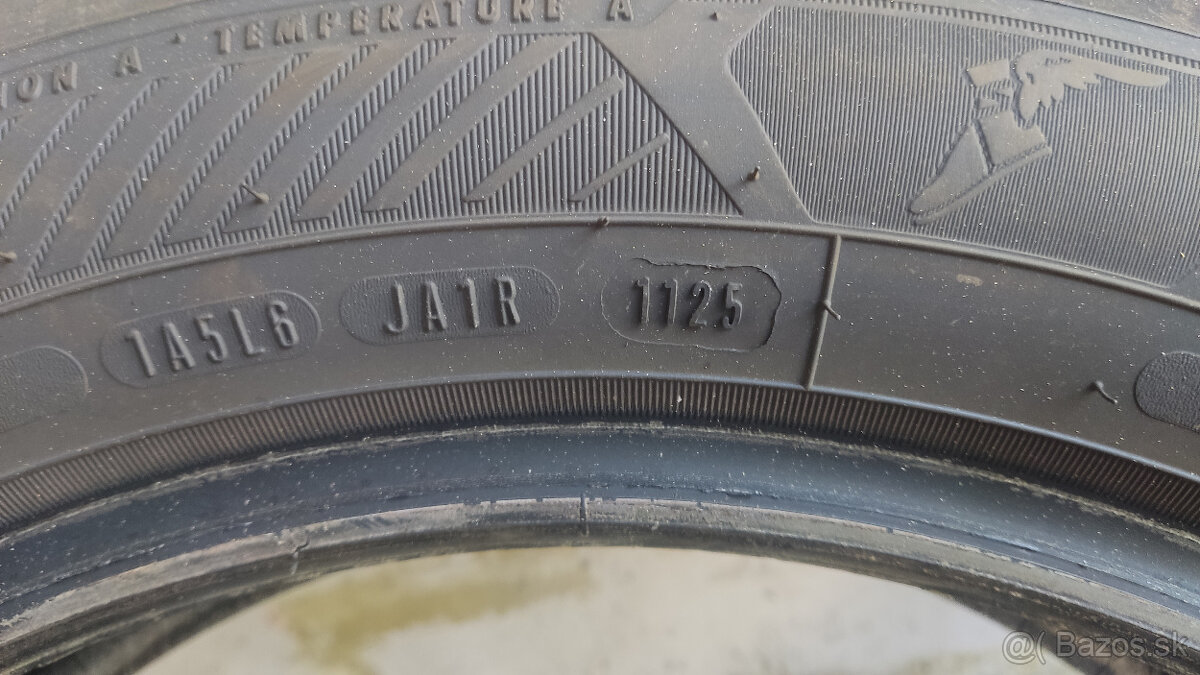 ION A TEMPERATURE A
1A5L6 JA1R 1125
@( Bazos.sk